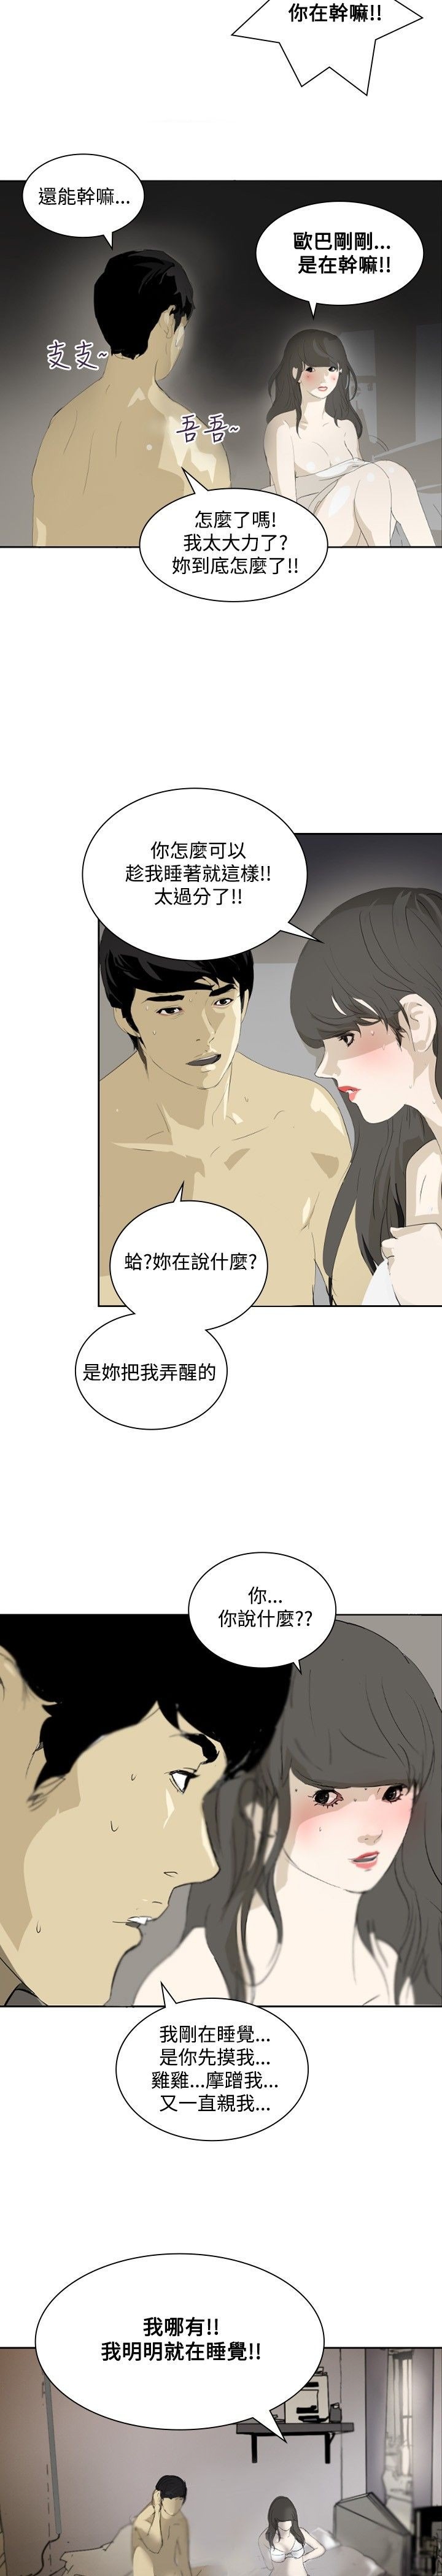 你在幹嘛!!
還能幹嘛...
歐巴剛剛...
是在幹嘛!!
支支~
吾吾~
怎麼了嗎!
我太大力了?
妳到底怎麼了!!
你怎麼可以
趁我睡著就這樣!!
太過分了!!
蛤?妳在說什麼?
是妳把我弄醒的
你...
你說什麼??
我剛在睡覺...
是你先摸我...
雞雞...摩蹭我...
又一直親我...
我哪有!!
我明明就在睡覺!!